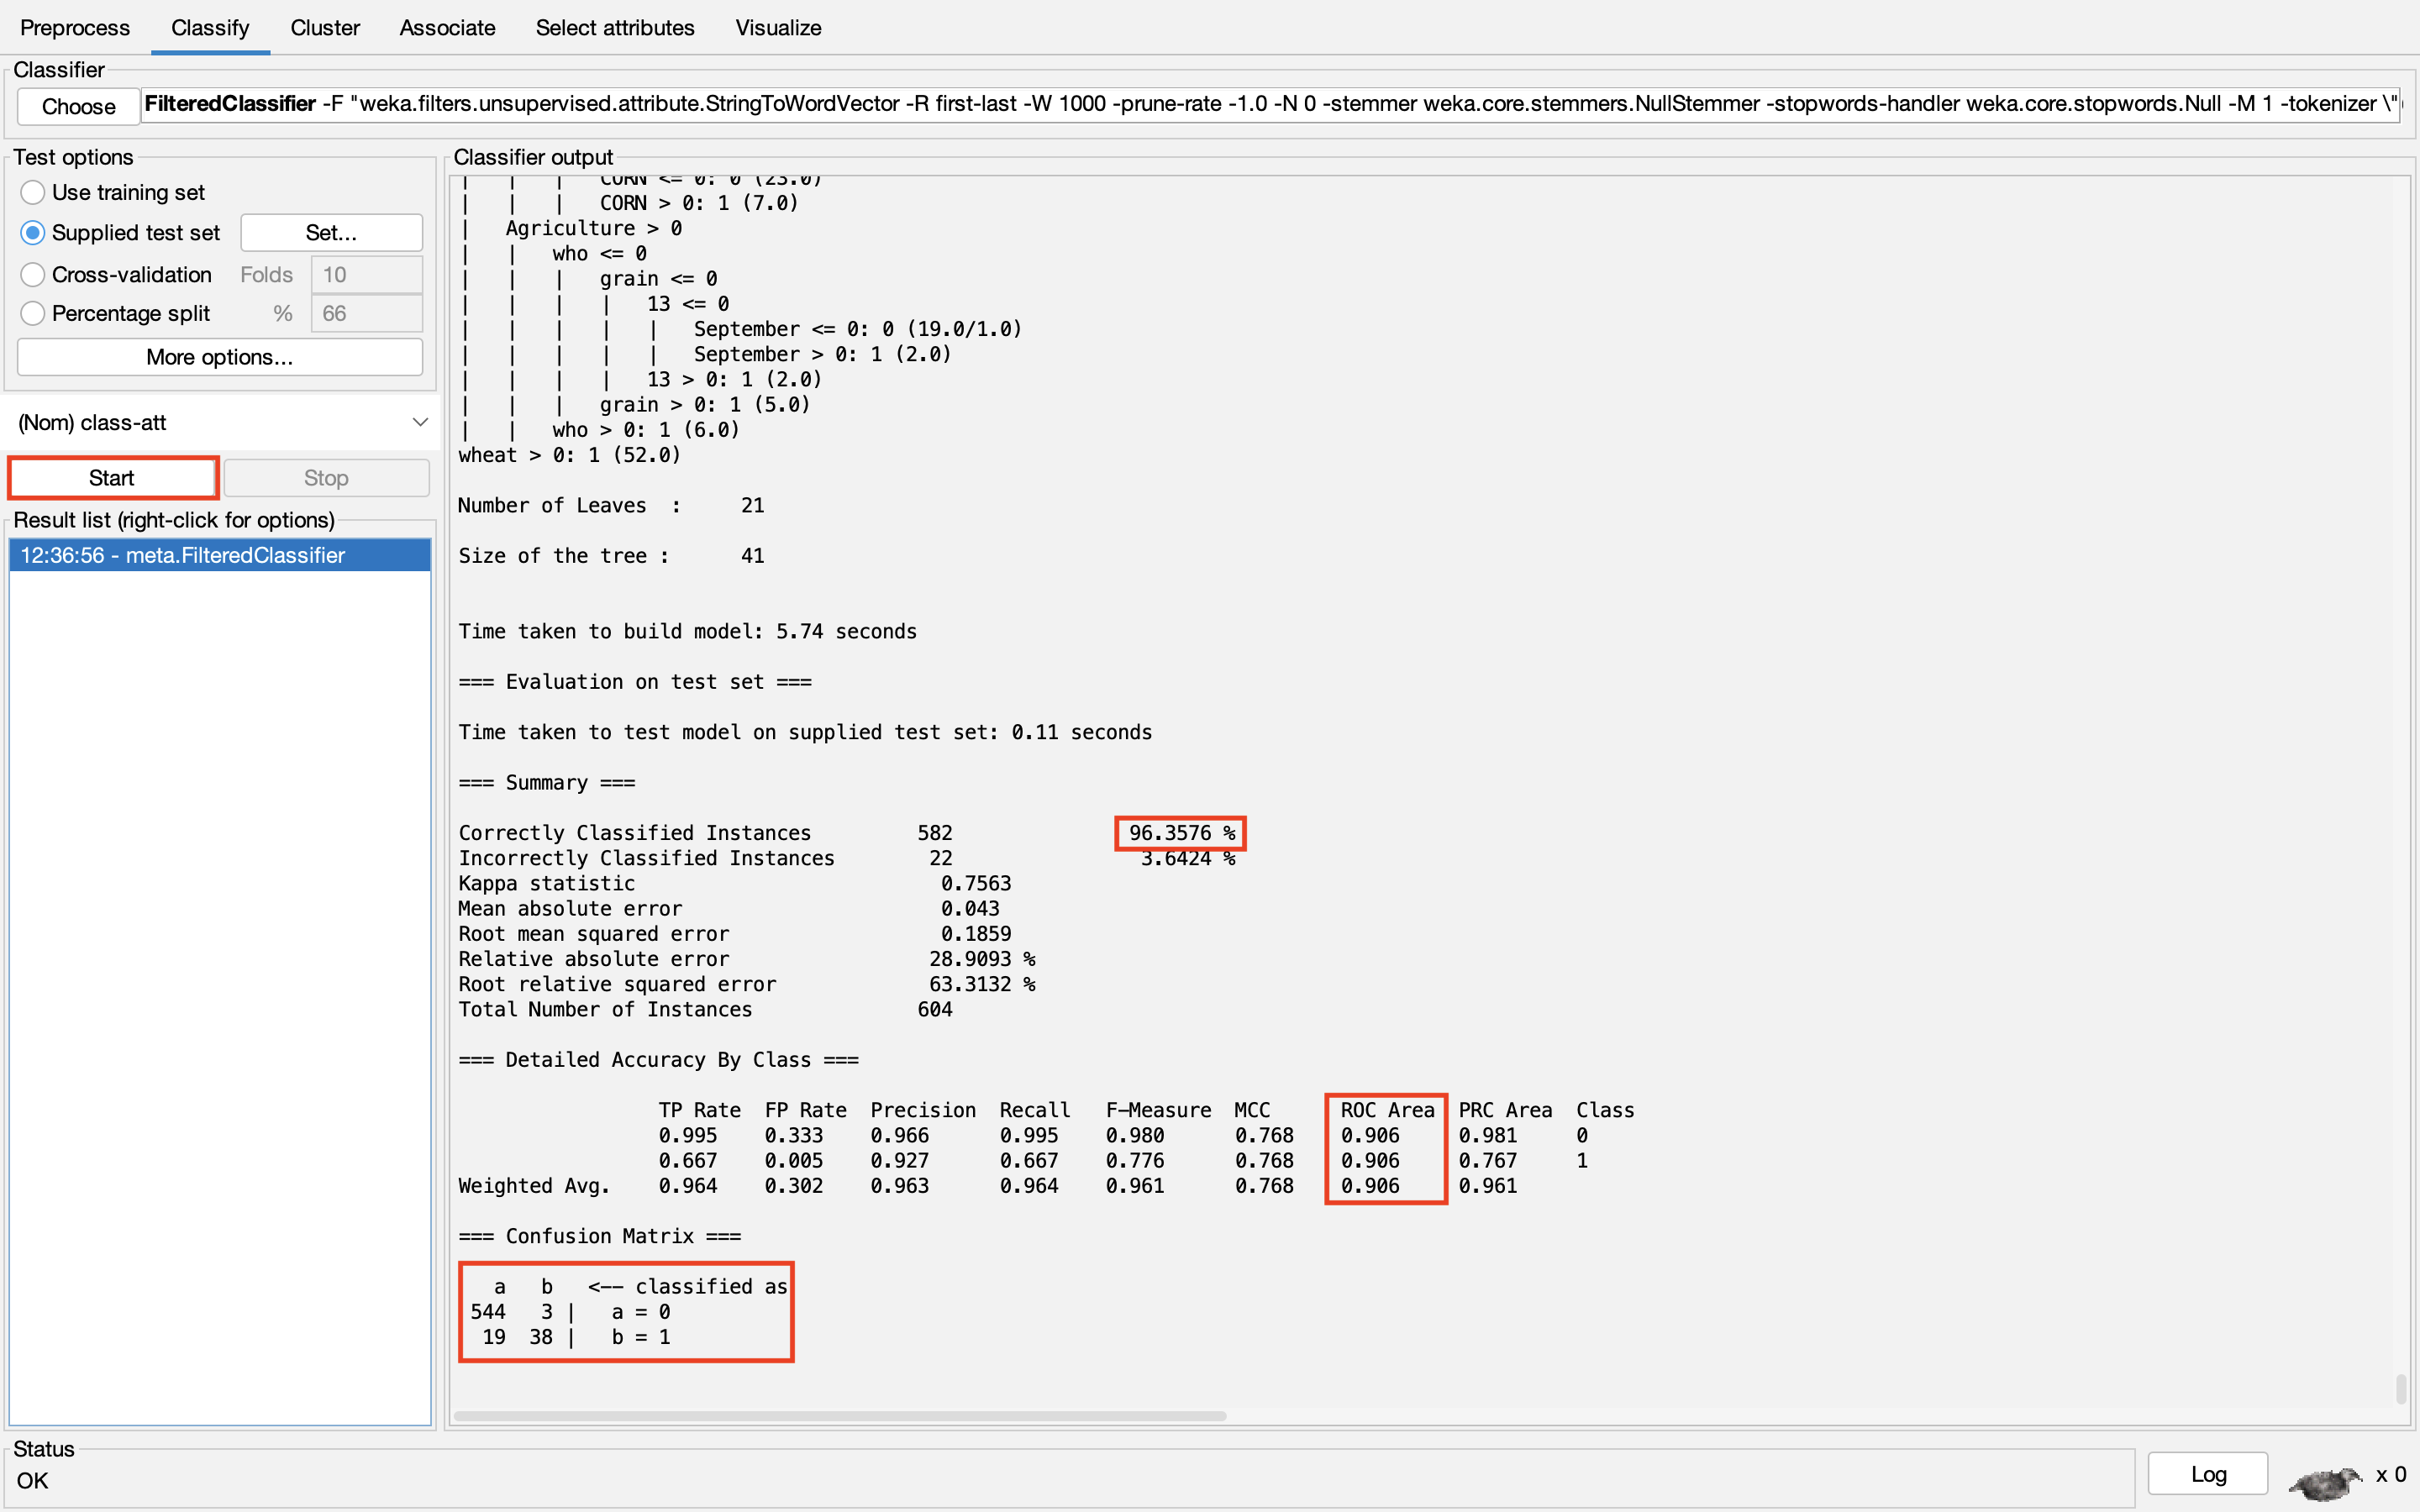 Preprocess Classify Cluster Associate Select attributes Visualize
Classifier
Choose FilteredClassifier -F "weka.filters.unsupervised.attribute.StringToWordVector -R first-last -W 1000 -prune-rate -1.0 -N 0 -stemmer weka.core.stemmers.NullStemmer -stopwords-handler weka.core.stopwords.Null -M 1 -tokenizer \"
Test options
Use training set
Supplied test set Set...
Cross-validation Folds 10
Percentage split % 66
More options...
(Nom) class-att
Start Stop
Result list (right-click for options)
12:36:56 - meta.FilteredClassifier
Classifier output
| | | CORN <= 0: 0 (23.0)
| | | CORN > 0: 1 (7.0)
| Agriculture > 0
| | who <= 0
| | | grain <= 0
| | | | 13 <= 0
| | | | | September <= 0: 0 (19.0/1.0)
| | | | | September > 0: 1 (2.0)
| | | | 13 > 0: 1 (2.0)
| | | grain > 0: 1 (5.0)
| | who > 0: 1 (6.0)
wheat > 0: 1 (52.0)
Number of Leaves : 21
Size of the tree : 41
Time taken to build model: 5.74 seconds
=== Evaluation on test set ===
Time taken to test model on supplied test set: 0.11 seconds
=== Summary ===
Correctly Classified Instances 582 96.3576 %
Incorrectly Classified Instances 22 3.6424 %
Kappa statistic 0.7563
Mean absolute error 0.043
Root mean squared error 0.1859
Relative absolute error 28.9093 %
Root relative squared error 63.3132 %
Total Number of Instances 604
=== Detailed Accuracy By Class ===
TP Rate FP Rate Precision Recall F-Measure MCC ROC Area PRC Area Class
0.995 0.333 0.966 0.995 0.980 0.768 0.906 0.981 0
0.667 0.005 0.927 0.667 0.776 0.768 0.906 0.767 1
Weighted Avg. 0.964 0.302 0.963 0.964 0.961 0.768 0.906 0.961
=== Confusion Matrix ===
a b <-- classified as
544 3 | a = 0
19 38 | b = 1
Status
OK
Log x 0